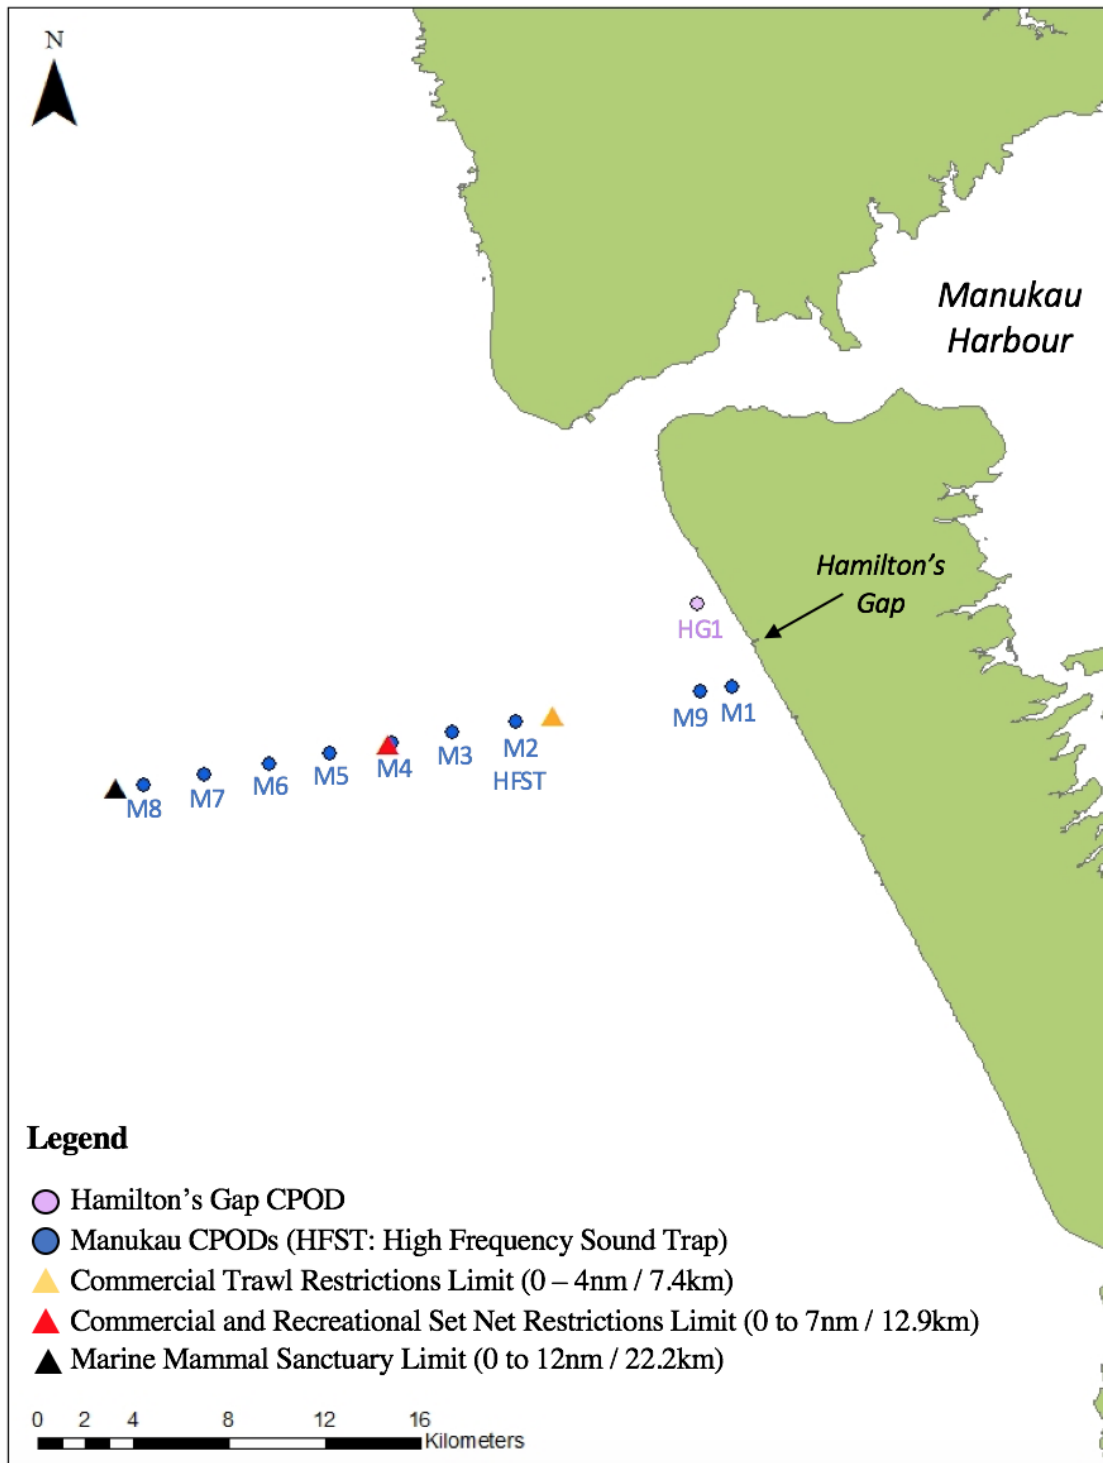 N
Manukau
Harbour
Hamilton's
Gap
HG1
M9 M1
M2
HFST
M3
M4
M5
M6
M7
M8
Legend
Hamilton's Gap CPOD
Manukau CPODs (HFST: High Frequency Sound Trap)
Commercial Trawl Restrictions Limit (0 – 4nm / 7.4km)
Commercial and Recreational Set Net Restrictions Limit (0 to 7nm / 12.9km)
Marine Mammal Sanctuary Limit (0 to 12nm / 22.2km)
0 2 4 8 12 16
Kilometers